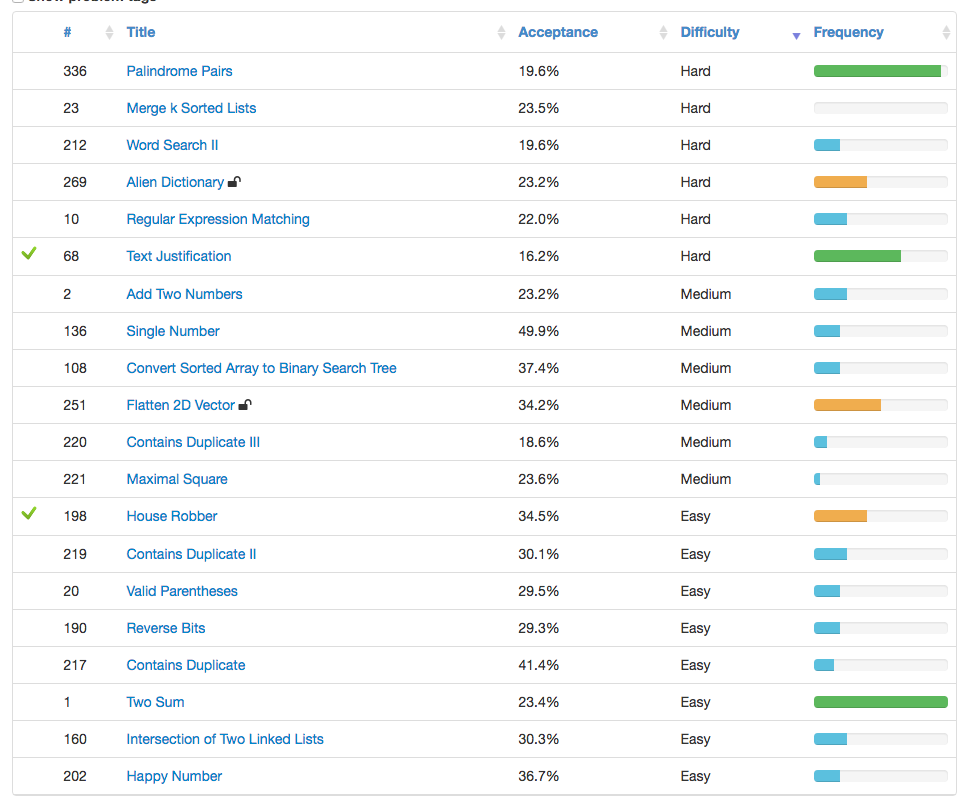 Show problem tags
# Title Acceptance Difficulty Frequency
336 Palindrome Pairs 19.6% Hard
23 Merge k Sorted Lists 23.5% Hard
212 Word Search II 19.6% Hard
269 Alien Dictionary 23.2% Hard
10 Regular Expression Matching 22.0% Hard
68 Text Justification 16.2% Hard
2 Add Two Numbers 23.2% Medium
136 Single Number 49.9% Medium
108 Convert Sorted Array to Binary Search Tree 37.4% Medium
251 Flatten 2D Vector 34.2% Medium
220 Contains Duplicate III 18.6% Medium
221 Maximal Square 23.6% Medium
198 House Robber 34.5% Easy
219 Contains Duplicate II 30.1% Easy
20 Valid Parentheses 29.5% Easy
190 Reverse Bits 29.3% Easy
217 Contains Duplicate 41.4% Easy
1 Two Sum 23.4% Easy
160 Intersection of Two Linked Lists 30.3% Easy
202 Happy Number 36.7% Easy